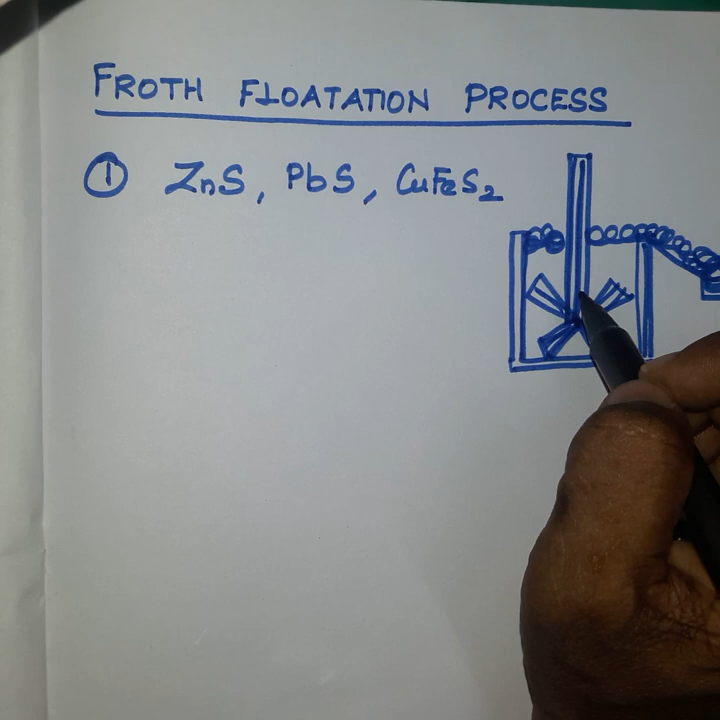 FROTH FLOATATION PROCESS
① ZnS, PbS, CuFeS₂